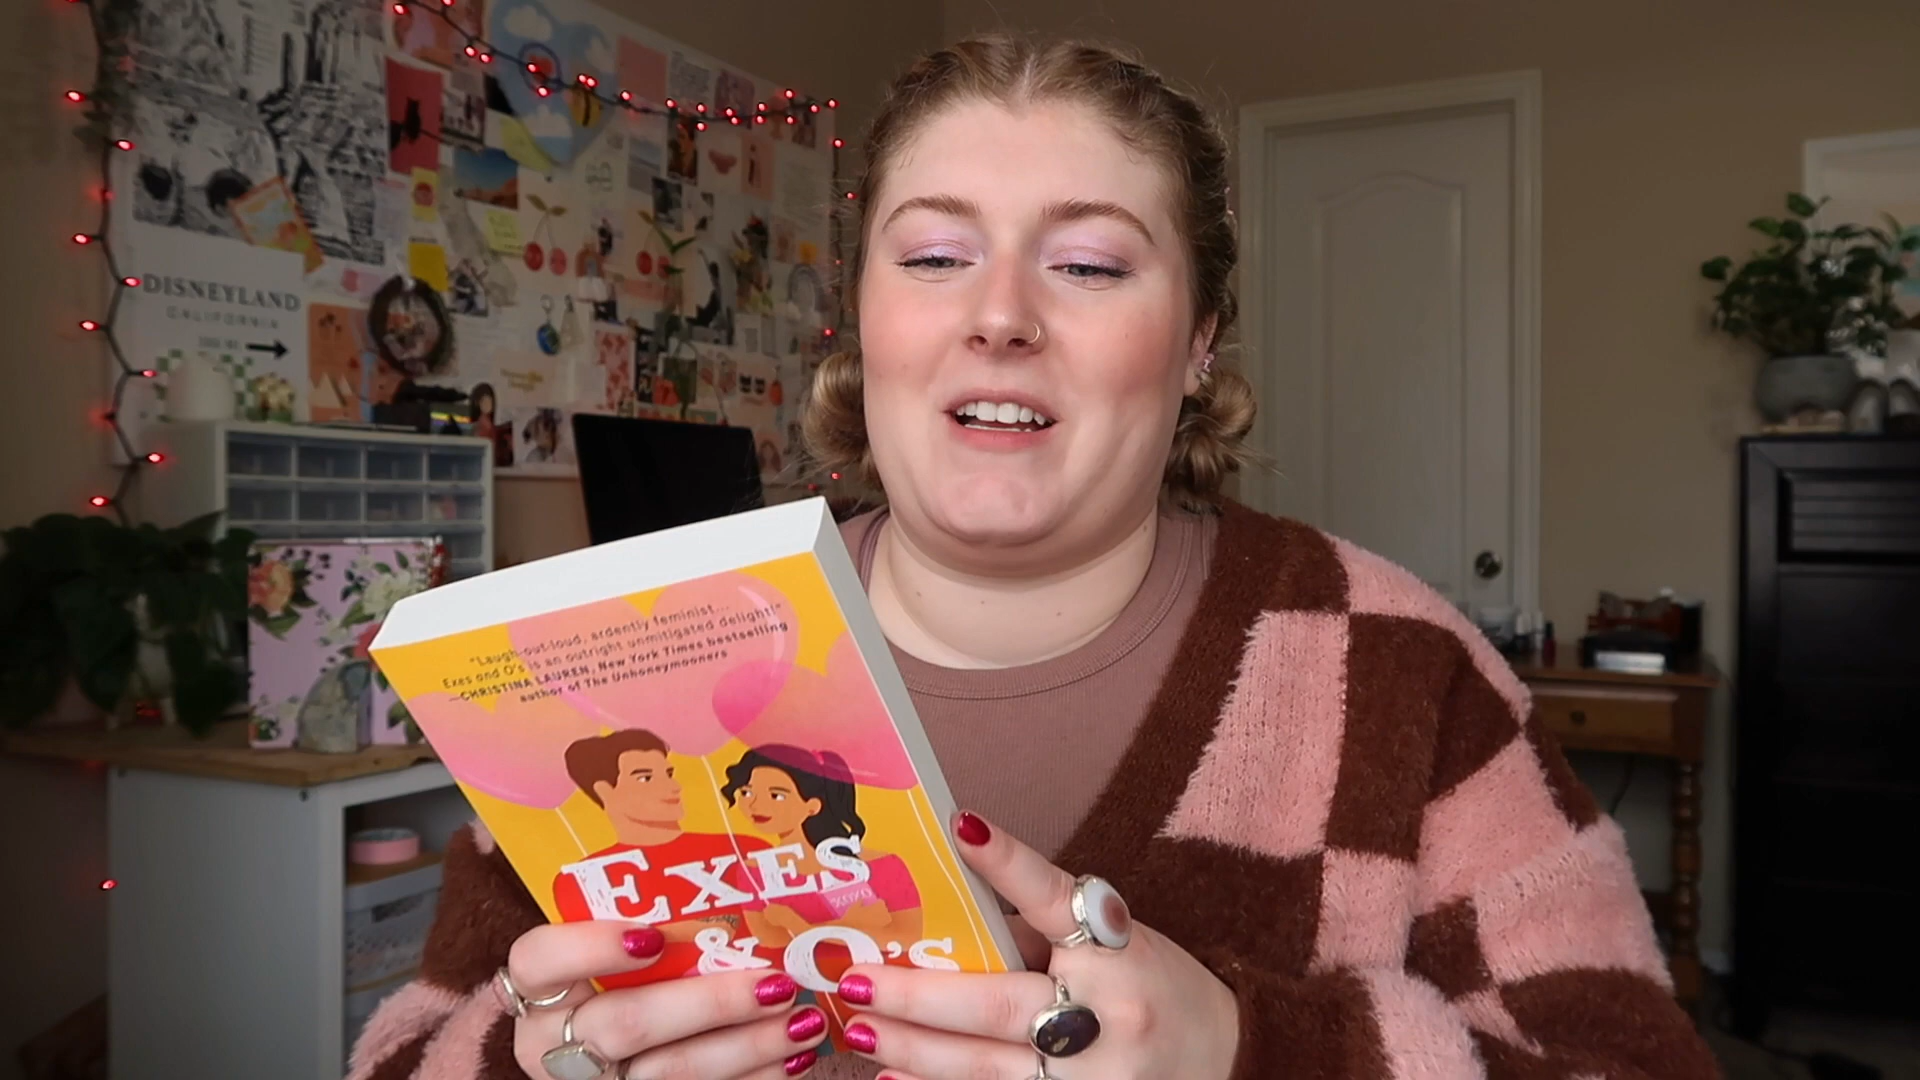 DISNEYLAND
CALIFORNIA
"Laugh-out-loud, ardently feminist...
Exes and O's is an outright unmitigated delight!"
—CHRISTINA LAUREN, New York Times bestselling
author of The Unhoneymooners
EXES
& O's